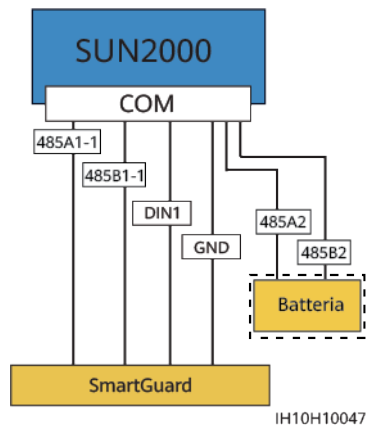 SUN2000
COM
485A1-1
485B1-1
DIN1
GND
485A2
485B2
Batteria
SmartGuard
IH10H10047